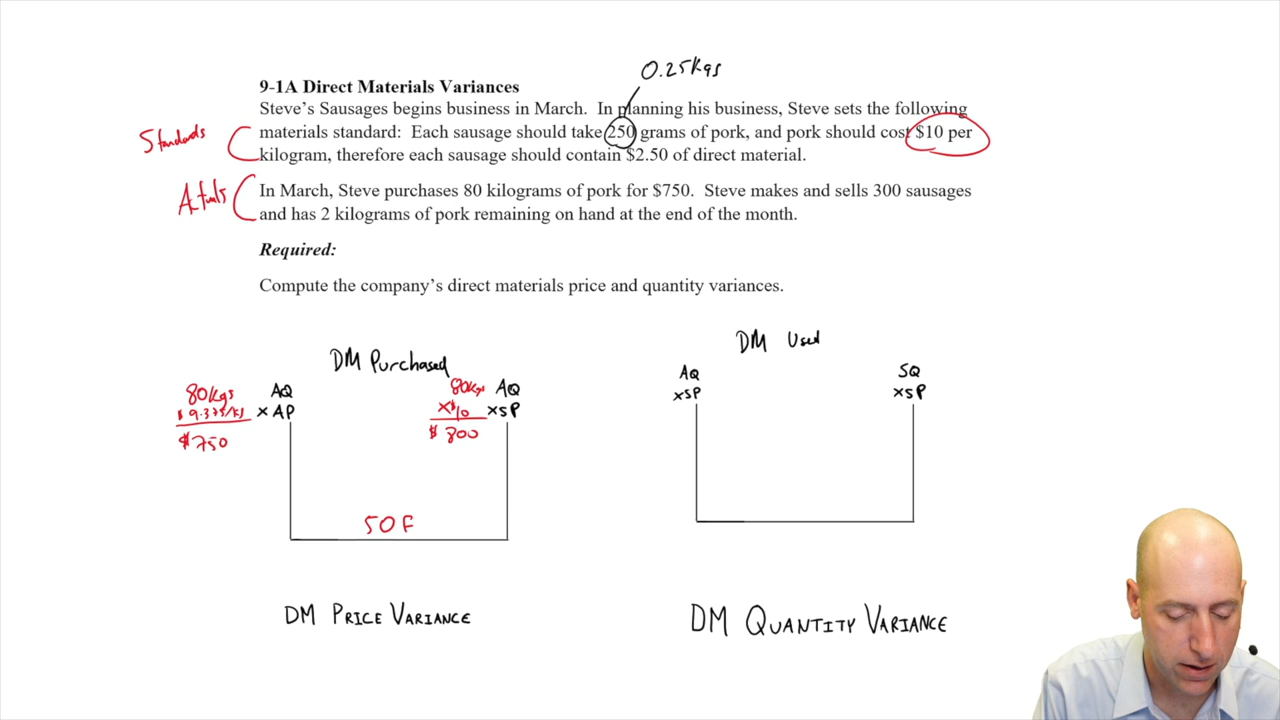 0.25kgs
9-1A Direct Materials Variances
Steve's Sausages begins business in March. In planning his business, Steve sets the following
Standards
materials standard: Each sausage should take 250 grams of pork, and pork should cost $10 per
kilogram, therefore each sausage should contain $2.50 of direct material.
In March, Steve purchases 80 kilograms of pork for $750. Steve makes and sells 300 sausages
and has 2 kilograms of pork remaining on hand at the end of the month.
Required:
Compute the company's direct materials price and quantity variances.
DM Purchased
80kgs AQ
$9.375/kg × AP
$750
80kgs AQ
×$10 ×SP
$800
50 F
DM PRICE VARIANCE
DM Used
AQ
×SP
SQ
×SP
DM QUANTITY VARIANCE